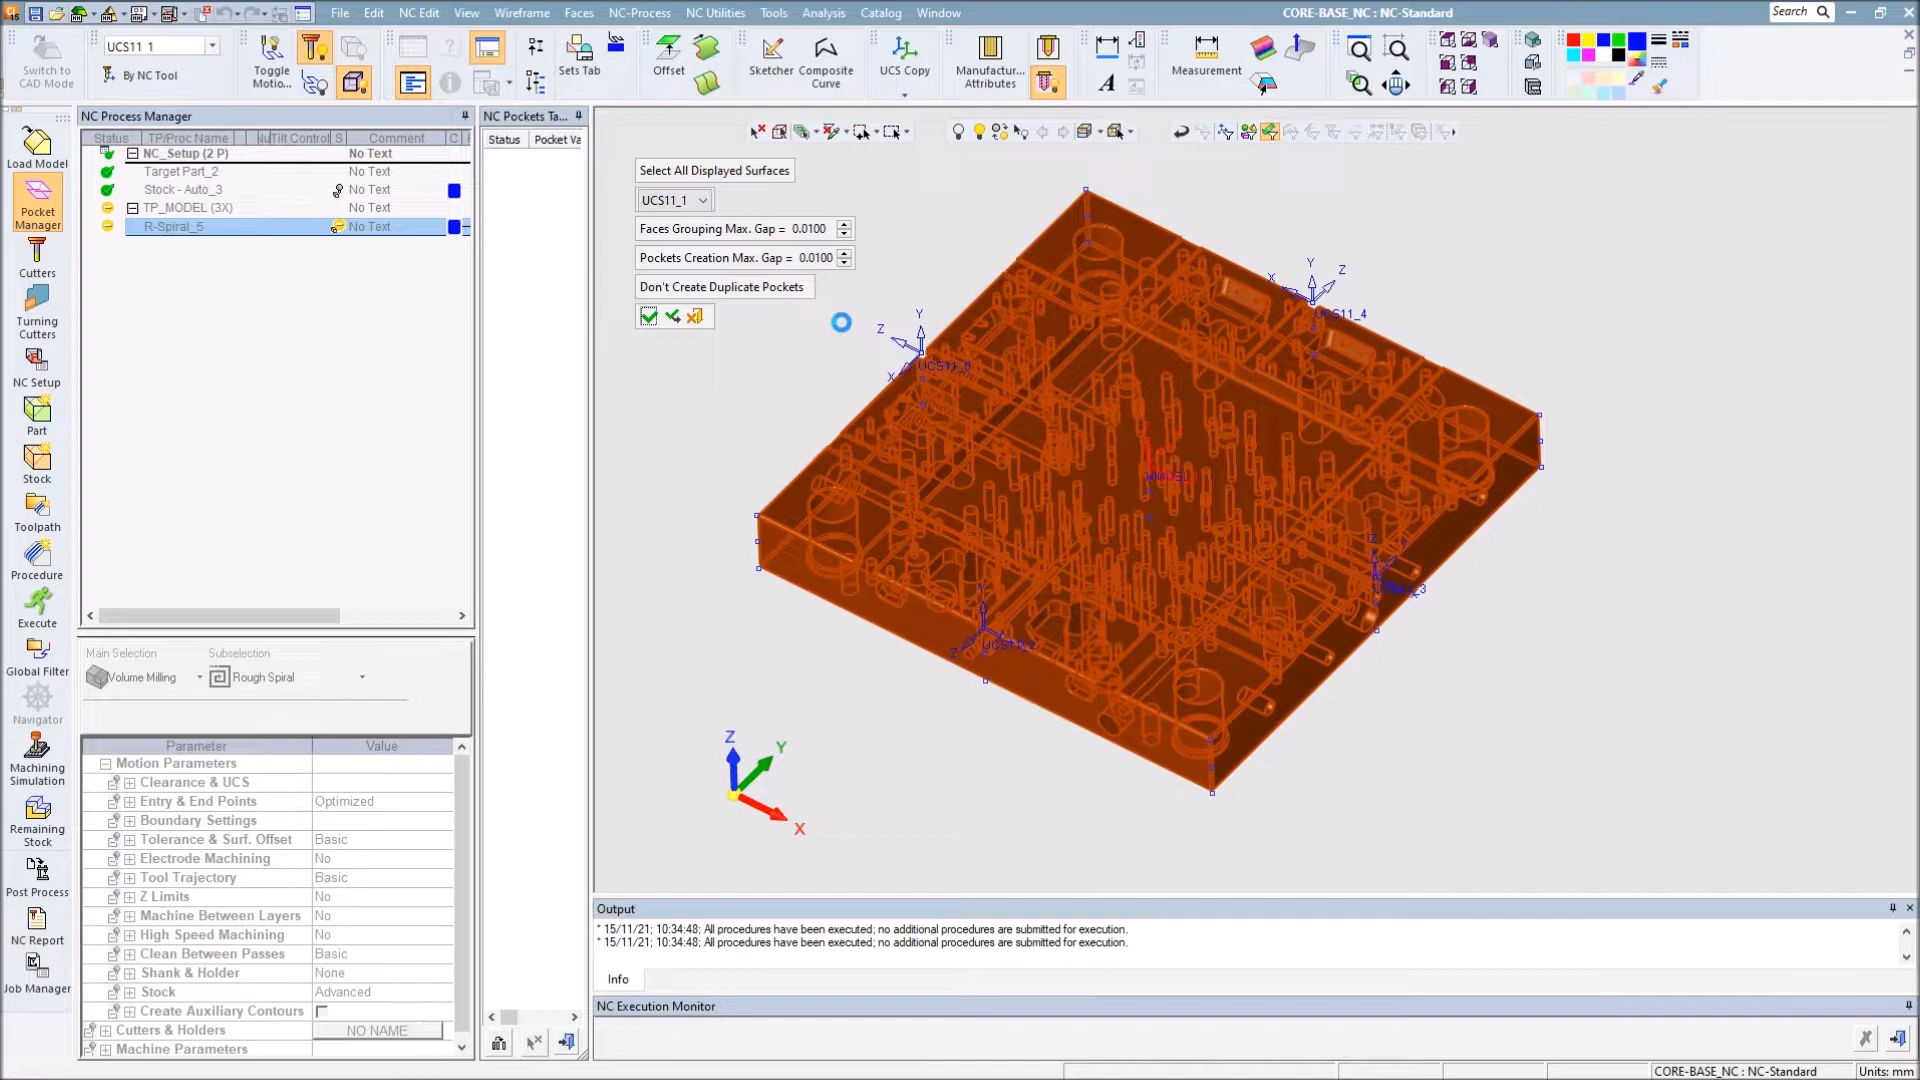 File Edit NC Edit View Wireframe Faces NC-Process NC Utilities Tools Analysis Catalog Window
CORE-BASE_NC : NC-Standard
Search
Switch to
CAD Mode
UCS11 1
By NC Tool
Toggle
Motion...
Sets Tab
Offset
Sketcher
Composite
Curve
UCS Copy
Manufactur...
Attributes
A
Measurement
Load Model
Pocket
Manager
Cutters
Turning
Cutters
NC Setup
Part
Stock
Toolpath
Procedure
Execute
Global Filter
Navigator
Machining
Simulation
Remaining
Stock
Post Process
NC Report
Job Manager
NC Process Manager
Status TP/Proc Name Tilt Control S Comment C
NC_Setup (2 P) No Text
Target Part_2 No Text
Stock - Auto_3 No Text
TP_MODEL (3X) No Text
R-Spiral_5 No Text
Main Selection Subselection
Volume Milling Rough Spiral
Parameter Value
Motion Parameters
Clearance & UCS
Entry & End Points Optimized
Boundary Settings
Tolerance & Surf. Offset Basic
Electrode Machining No
Tool Trajectory Basic
Z Limits No
Machine Between Layers No
High Speed Machining No
Clean Between Passes Basic
Shank & Holder None
Stock Advanced
Create Auxiliary Contours
Cutters & Holders NO NAME
Machine Parameters
NC Pockets Ta...
Status Pocket Va
Select All Displayed Surfaces
UCS11_1
Faces Grouping Max. Gap = 0.0100
Pockets Creation Max. Gap = 0.0100
Don't Create Duplicate Pockets
Y
X Z
UCS11_4
Y
Z
X
MODEL
Z
Z
Z
Y
X
Output
* 15/11/21; 10:34:48; All procedures have been executed; no additional procedures are submitted for execution.
* 15/11/21; 10:34:48; All procedures have been executed; no additional procedures are submitted for execution.
Info
NC Execution Monitor
CORE-BASE_NC : NC-Standard
Units: mm